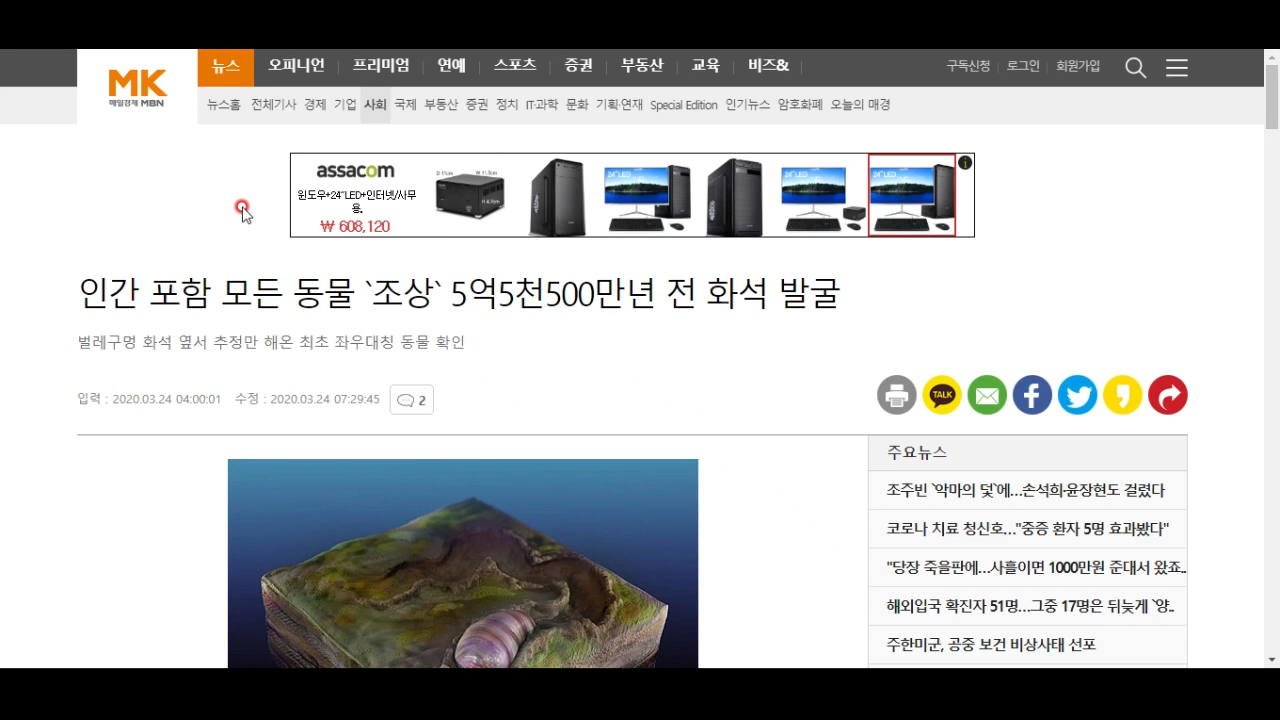 MK
매일경제 MBN
뉴스 오피니언 프리미엄 연예 스포츠 증권 부동산 교육 비즈&
구독신청 로그인 회원가입
뉴스홈 전체기사 경제 기업 사회 국제 부동산 증권 정치 IT·과학 문화 기획·연재 Special Edition 인기뉴스 암호화폐 오늘의 매경
assacom
윈도우+24"LED+인터넷/사무
용.
₩ 608,120
24"LED
24"LED
24"LED
인간 포함 모든 동물 `조상` 5억5천500만년 전 화석 발굴
벌레구멍 화석 옆서 추정만 해온 최초 좌우대칭 동물 확인
입력 : 2020.03.24 04:00:01 수정 : 2020.03.24 07:29:45 2
TALK
주요뉴스
조주빈 `악마의 덫`에…손석희·윤장현도 걸렸다
코로나 치료 청신호…"중증 환자 5명 효과봤다"
"당장 죽을판에…사흘이면 1000만원 준대서 왔죠..
해외입국 확진자 51명…그중 17명은 뒤늦게 `양..
주한미군, 공중 보건 비상사태 선포